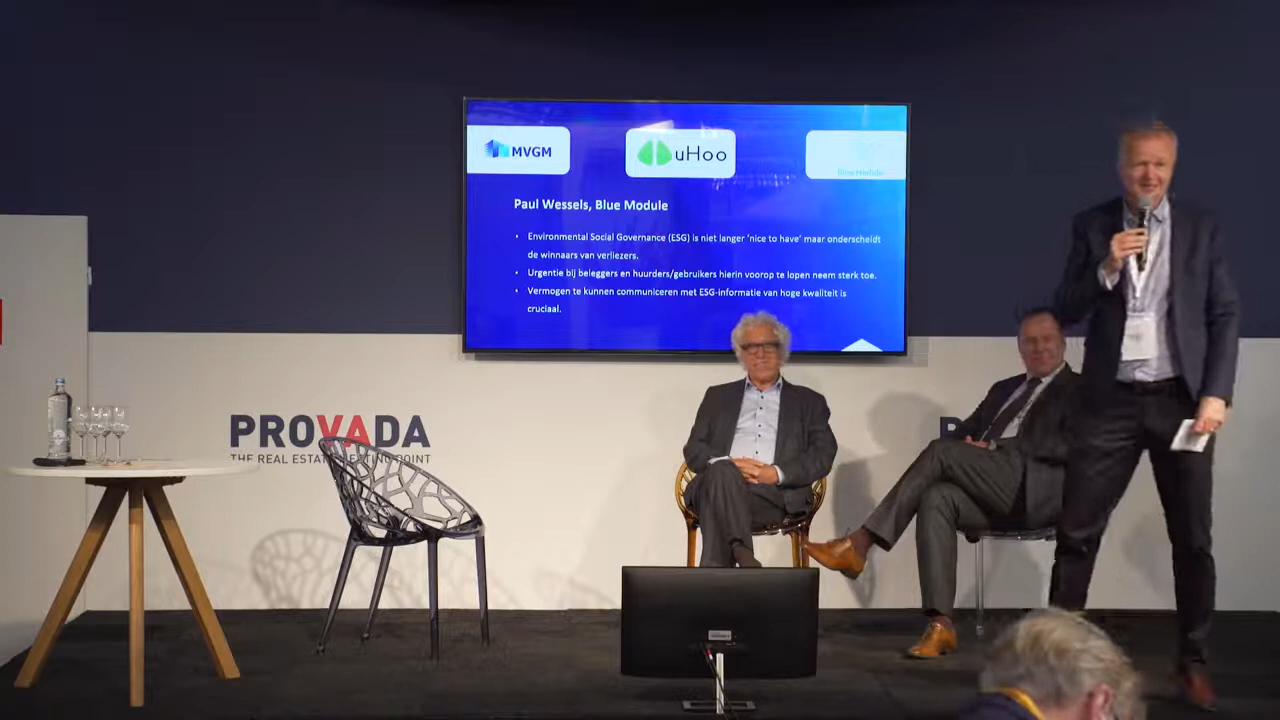 MVGM
uHoo
Blue Module
Paul Wessels, Blue Module
• Environmental Social Governance (ESG) is niet langer ‘nice to have’ maar onderscheidt
de winnaars van verliezers.
• Urgentie bij beleggers en huurders/gebruikers hierin voorop te lopen neem sterk toe.
• Vermogen te kunnen communiceren met ESG-informatie van hoge kwaliteit is
cruciaal.
PROVADA
THE REAL ESTATE MEETING POINT